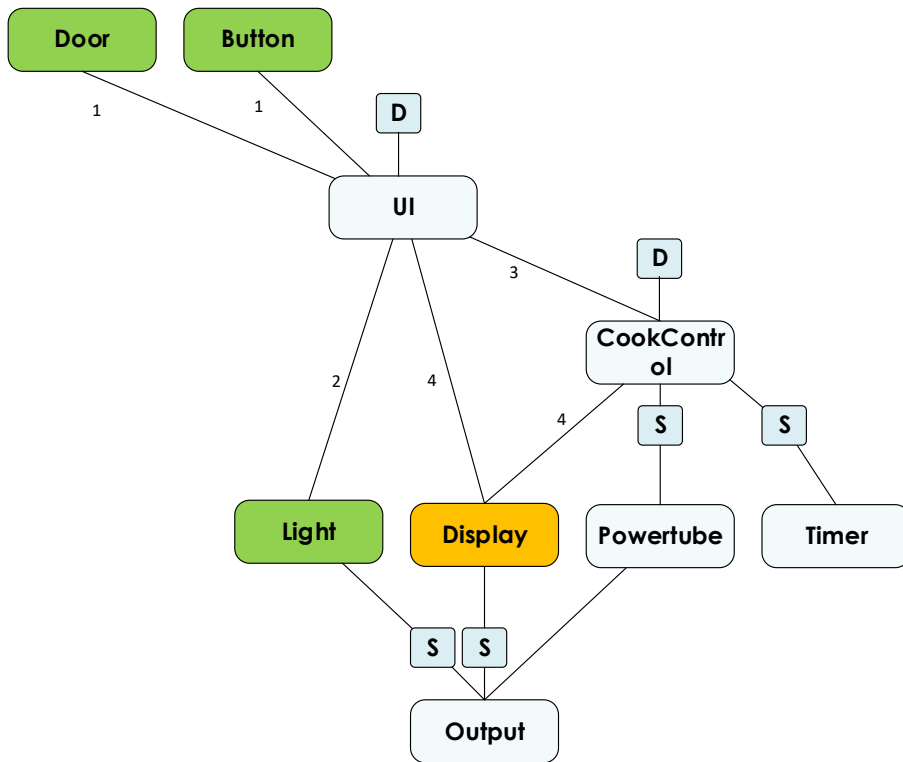 Door
Button
1
1
D
UI
3
D
CookContr
ol
2
4
4
S
S
Light
Display
Powertube
Timer
S
S
Output